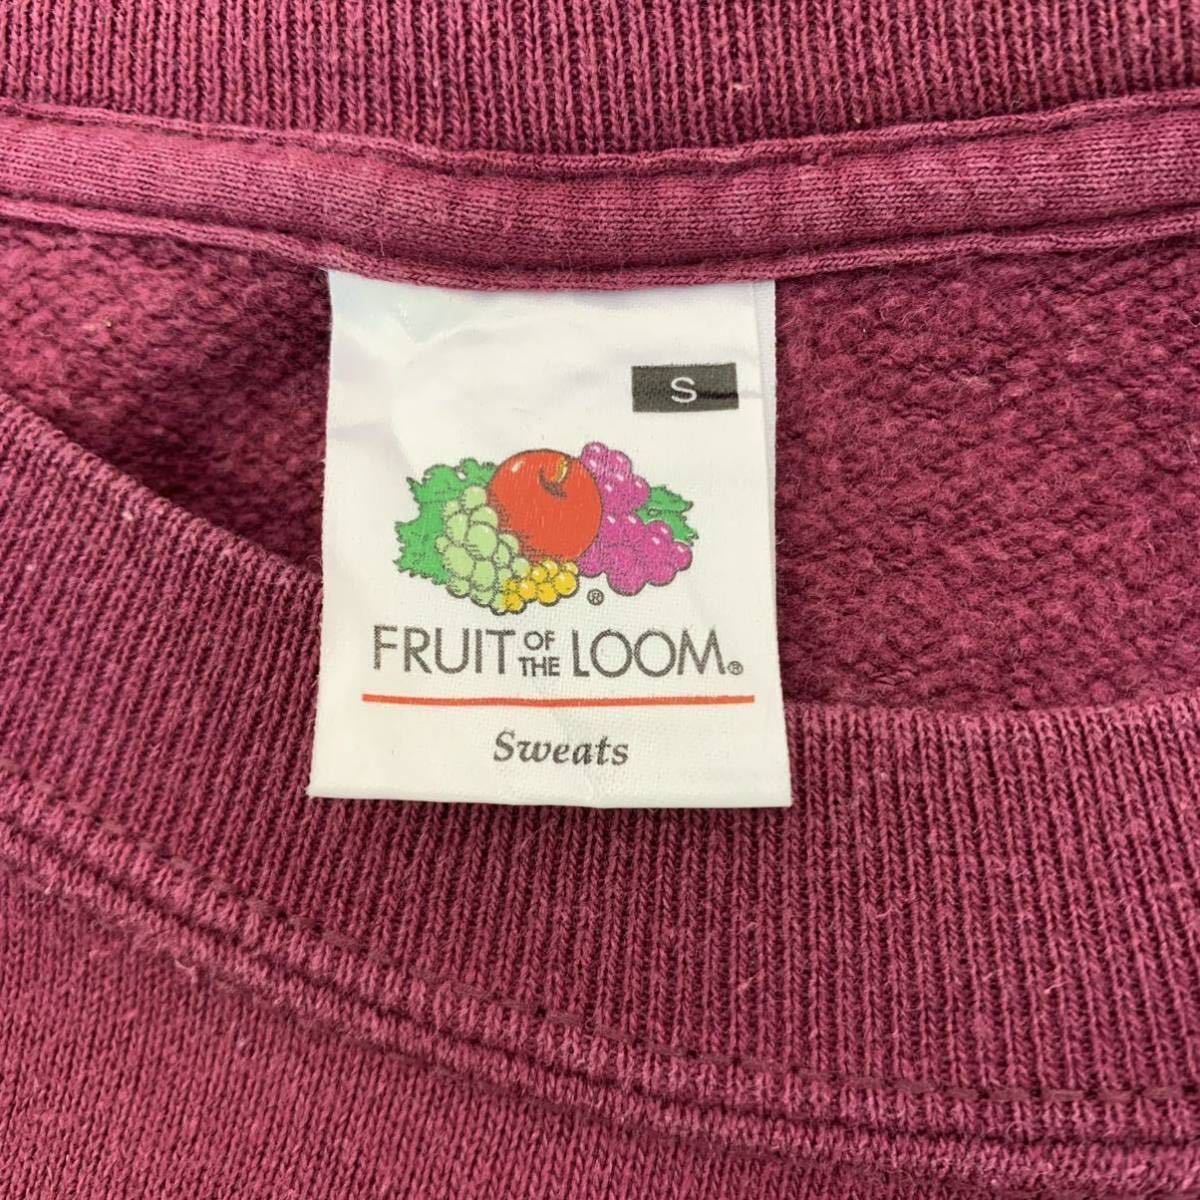 S
®
FRUIT OF THE LOOM®
Sweats